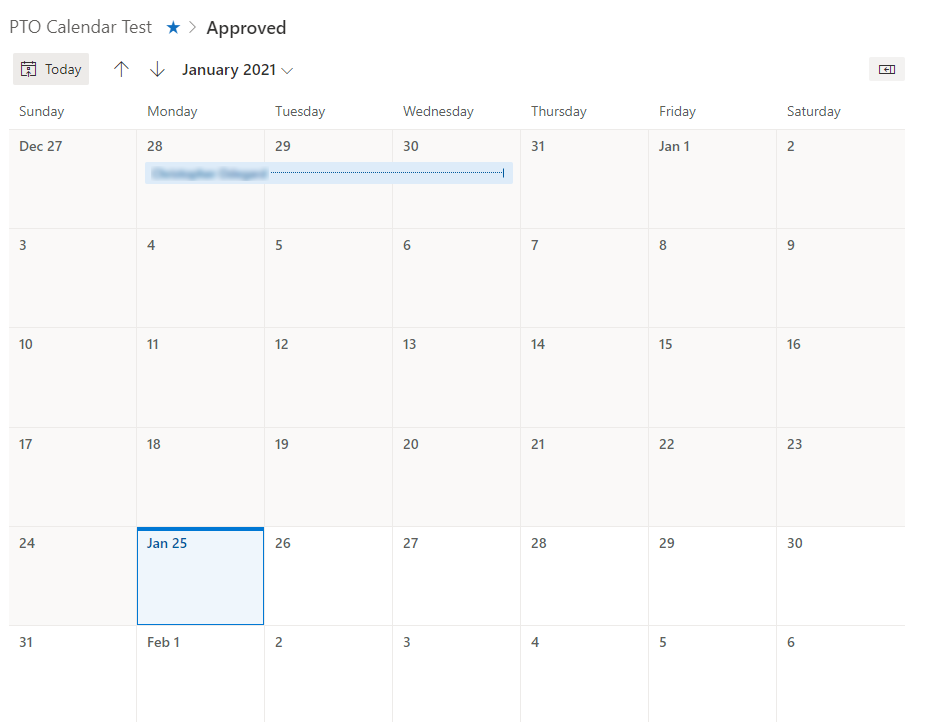 PTO Calendar Test > Approved
Today January 2021
Sunday Monday Tuesday Wednesday Thursday Friday Saturday
Dec 27 28 29 30 31 Jan 1 2
3 4 5 6 7 8 9
10 11 12 13 14 15 16
17 18 19 20 21 22 23
24 Jan 25 26 27 28 29 30
31 Feb 1 2 3 4 5 6